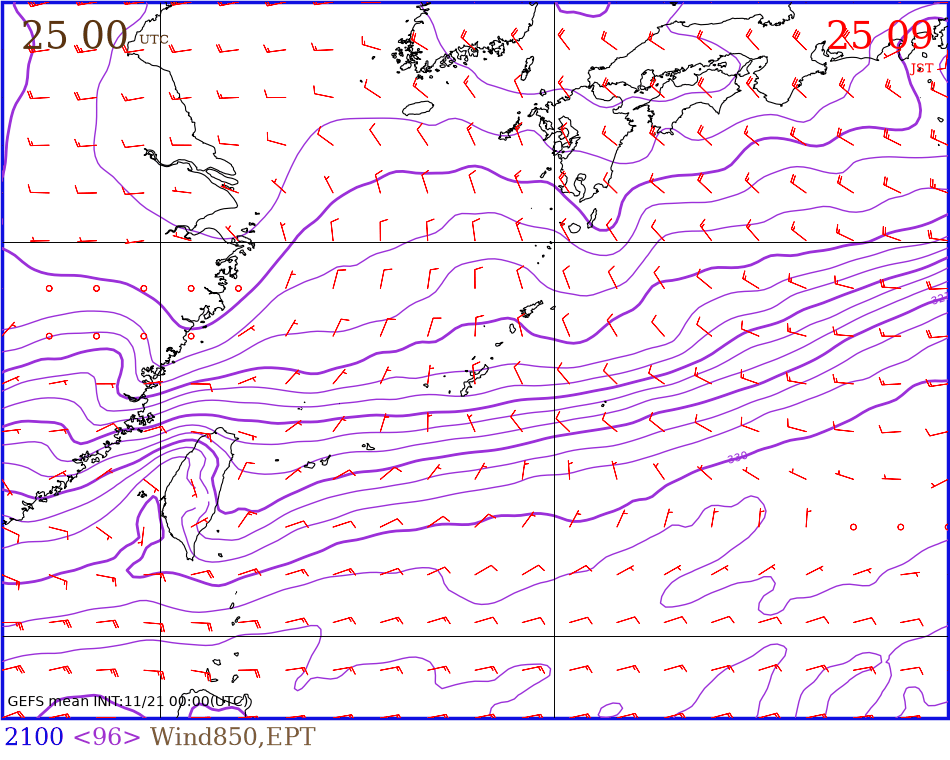 25 00 UTC
25 09
JST
330
GEFS mean INIT:11/21 00:00(UTC)
2100 <96> Wind850,EPT